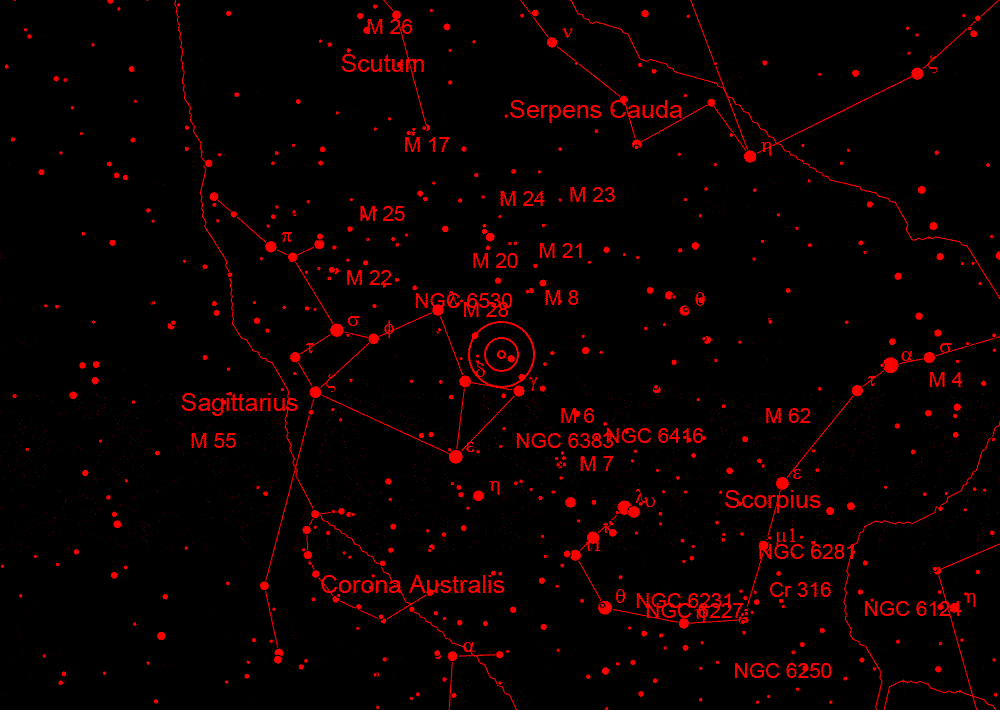 M 26
ν
Scutum
ζ
Serpens Cauda
M 17
η
M 24
M 23
M 25
π
M 21
M 20
M 22
NGC 6530
λ
M 8
θ
M 28
σ
φ
τ
δ
γ
σ
α
τ
M 4
ζ
Sagittarius
M 6
M 62
M 55
NGC 6383
NGC 6416
ε
M 7
ε
η
Scorpius
λ
υ
κ
ι1
μ1
NGC 6281
Corona Australis
Cr 316
θ
NGC 6231
NGC 6227
NGC 6124
η
α
NGC 6250